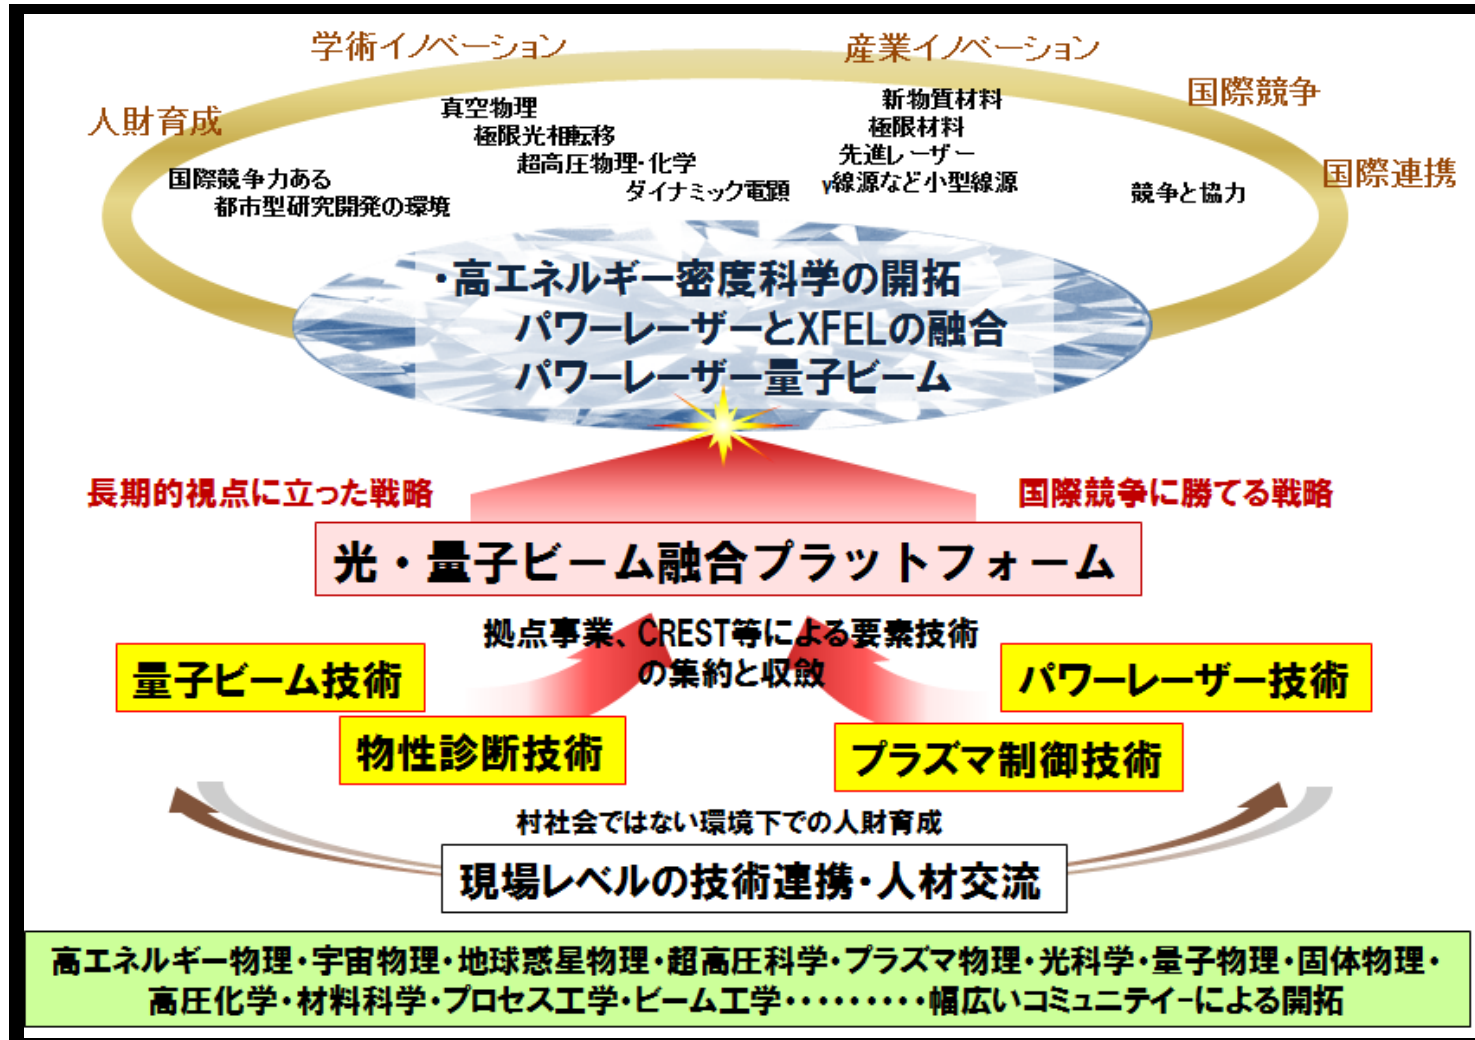 学術イノベーション
産業イノベーション
国際競争
人財育成
国際連携
真空物理
極限光相転移
超高圧物理・化学
ダイナミック電顕
新物質材料
極限材料
先進レーザー
γ線源など小型線源
国際競争力ある
都市型研究開発の環境
競争と協力
・高エネルギー密度科学の開拓
パワーレーザーとXFELの融合
パワーレーザー量子ビーム
長期的視点に立った戦略
国際競争に勝てる戦略
光・量子ビーム融合プラットフォーム
拠点事業、CREST等による要素技術
の集約と収斂
量子ビーム技術
パワーレーザー技術
物性診断技術
プラズマ制御技術
村社会ではない環境下での人財育成
現場レベルの技術連携・人材交流
高エネルギー物理・宇宙物理・地球惑星物理・超高圧科学・プラズマ物理・光科学・量子物理・固体物理・
高圧化学・材料科学・プロセス工学・ビーム工学・・・・・・・・・幅広いコミュニテイ-による開拓